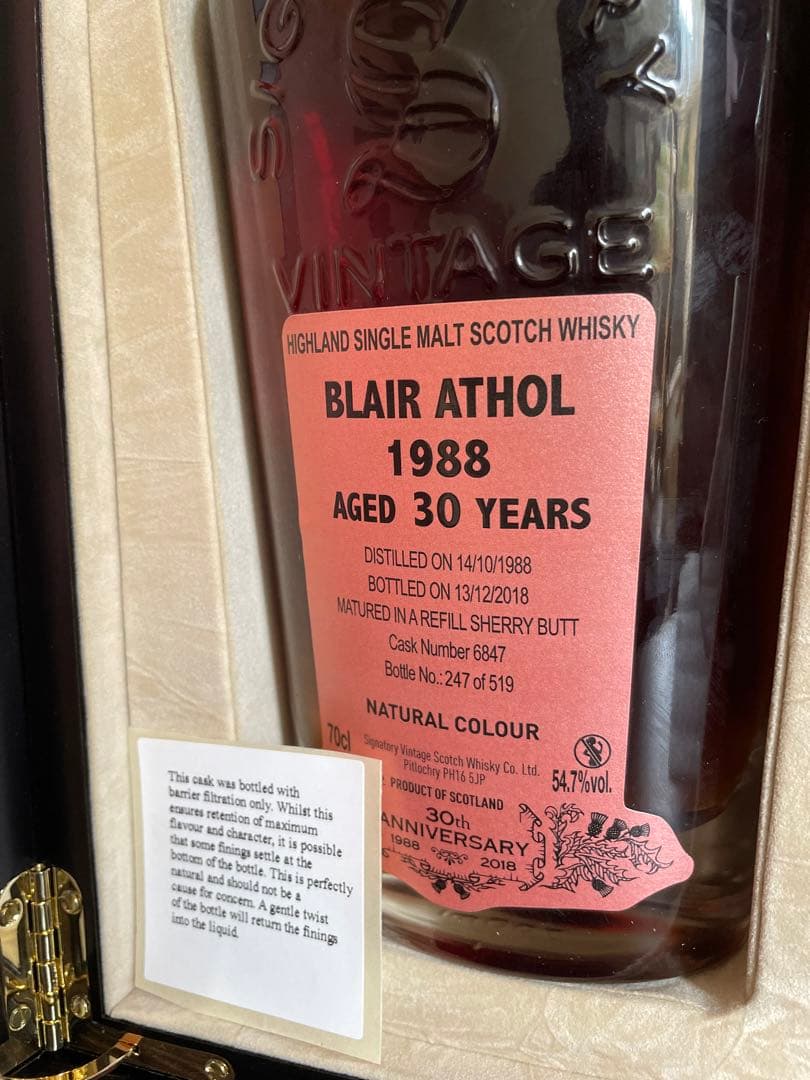 VINTAGE
HIGHLAND SINGLE MALT SCOTCH WHISKY
BLAIR ATHOL
1988
AGED 30 YEARS
DISTILLED ON 14/10/1988
BOTTLED ON 13/12/2018
MATURED IN A REFILL SHERRY BUTT
Cask Number 6847
Bottle No.: 247 of 519
NATURAL COLOUR
70cl
Signatory Vintage Scotch Whisky Co. Ltd.
Pitlochry PH16 5JP
54.7%vol.
PRODUCT OF SCOTLAND
30th
ANNIVERSARY
1988 2018
This cask was bottled with
barrier filtration only. Whilst this
ensures retention of maximum
flavour and character, it is possible
that some finings settle at the
bottom of the bottle. This is perfectly
natural and should not be a
cause for concern. A gentle twist
of the bottle will return the finings
into the liquid.